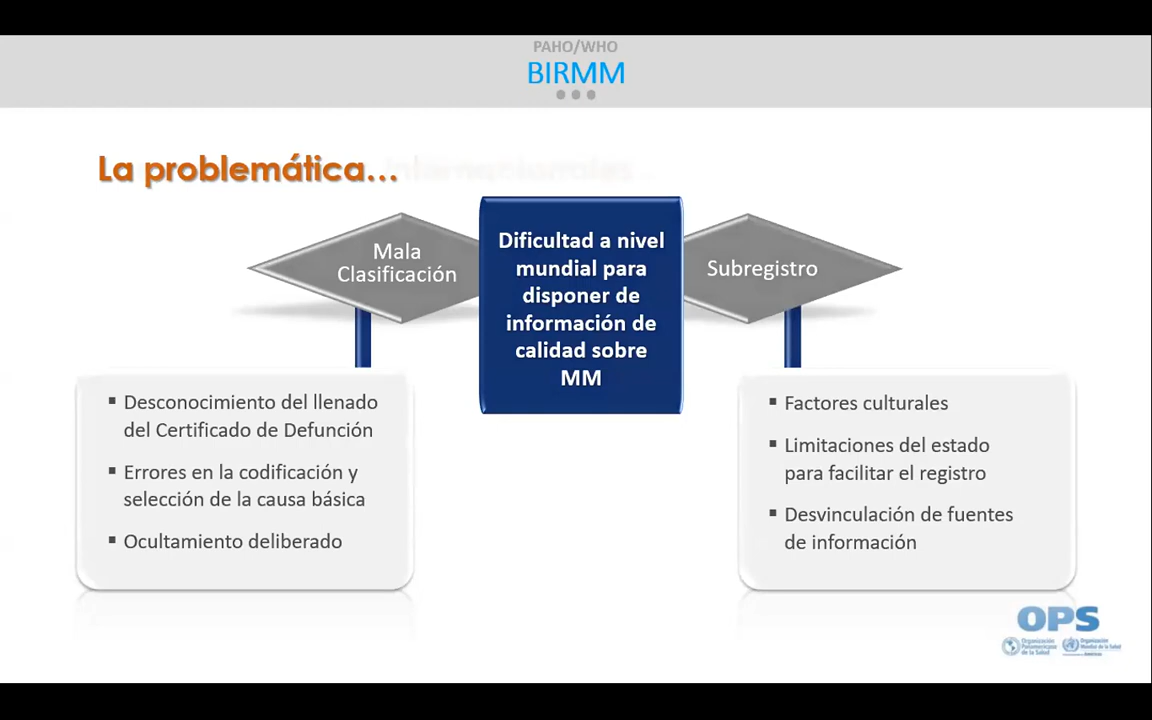 PAHO/WHO
BIRMM
La problemática...
Mala
Clasificación
Dificultad a nivel
mundial para
disponer de
información de
calidad sobre
MM
Subregistro
▪ Desconocimiento del llenado
del Certificado de Defunción
▪ Errores en la codificación y
selección de la causa básica
▪ Ocultamiento deliberado
▪ Factores culturales
▪ Limitaciones del estado
para facilitar el registro
▪ Desvinculación de fuentes
de información
OPS
Organización
Panamericana
de la Salud
Organización
Mundial de la Salud